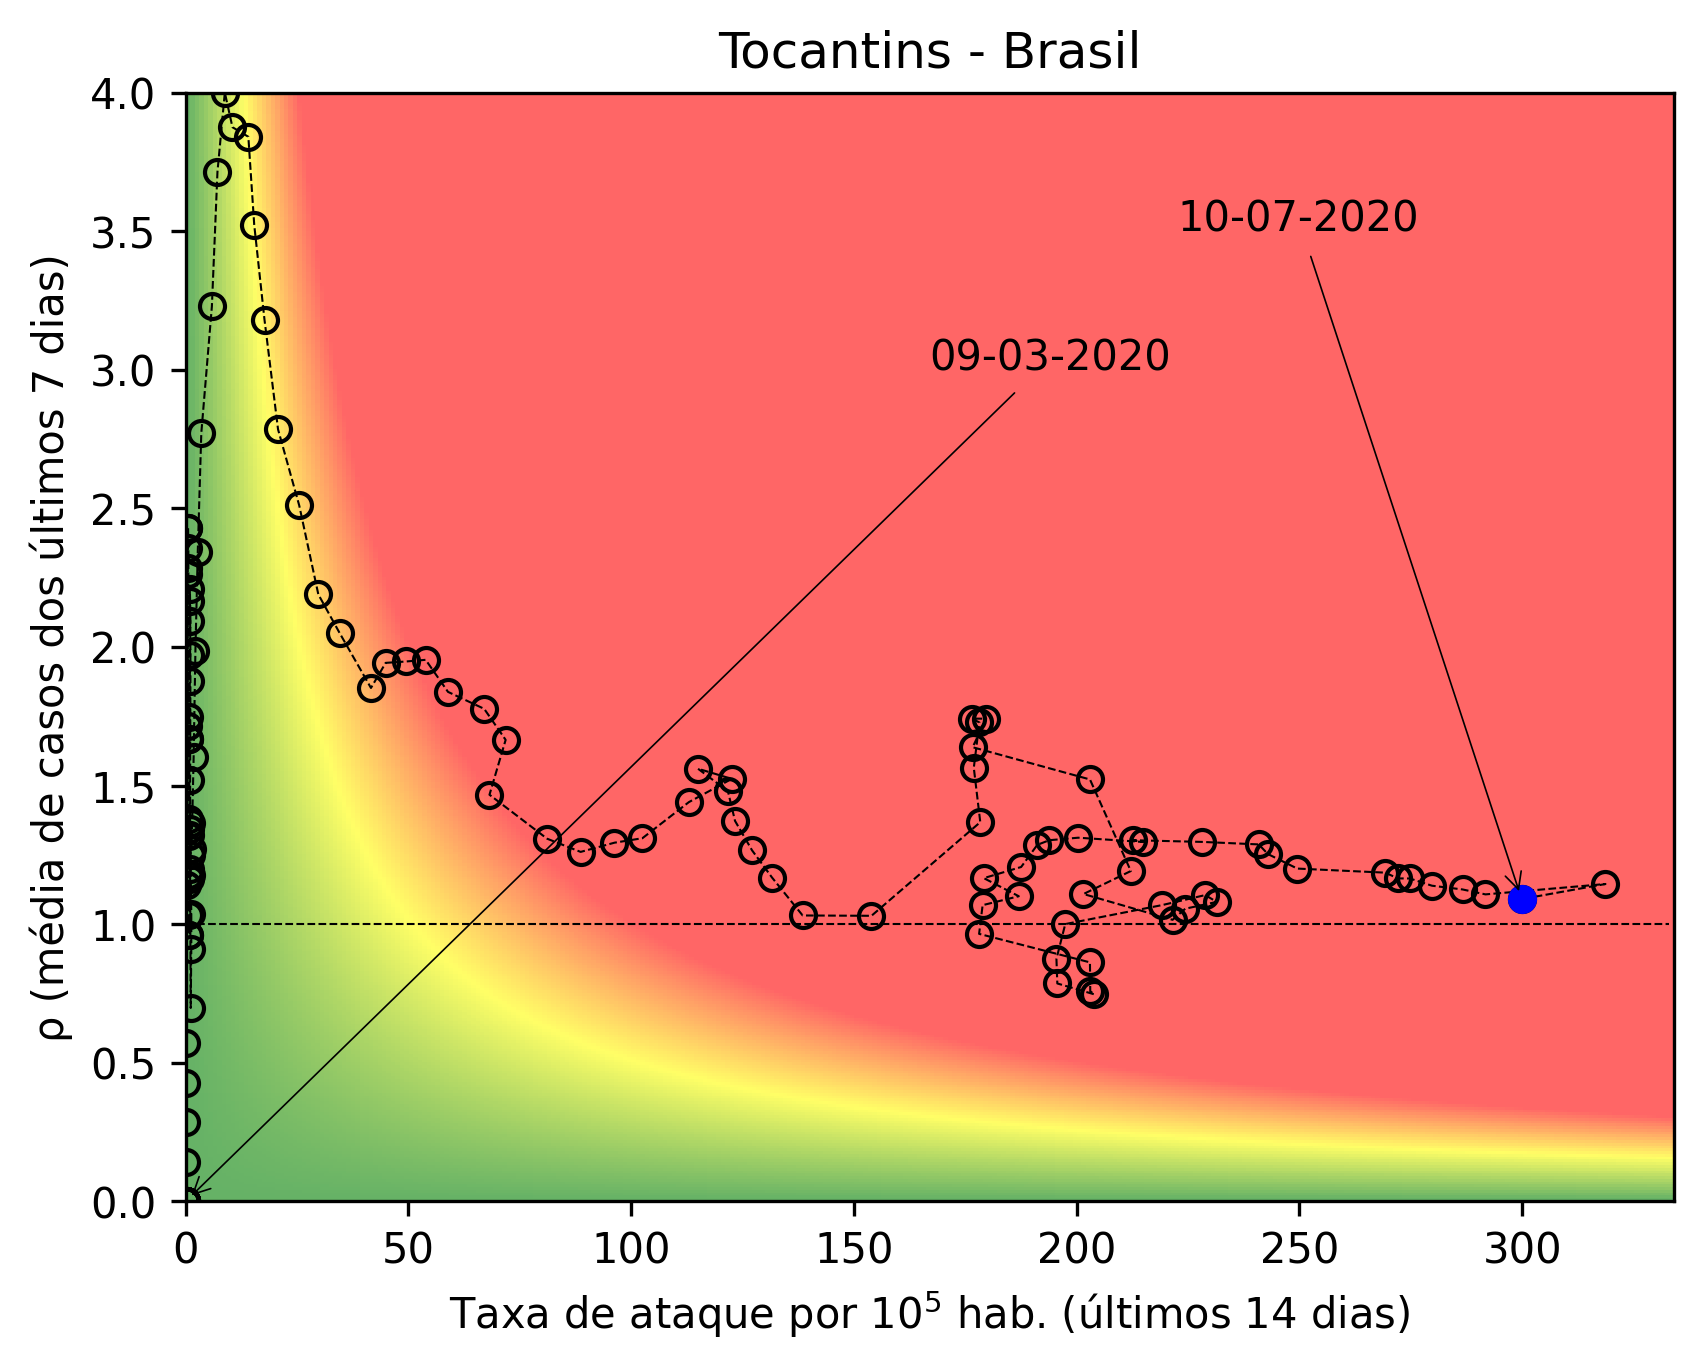 Tocantins - Brasil
4.0
3.5
3.0
2.5
2.0
1.5
1.0
0.5
0.0
ρ (média de casos dos últimos 7 dias)
10-07-2020
09-03-2020
0 50 100 150 200 250 300
Taxa de ataque por 10⁵ hab. (últimos 14 dias)